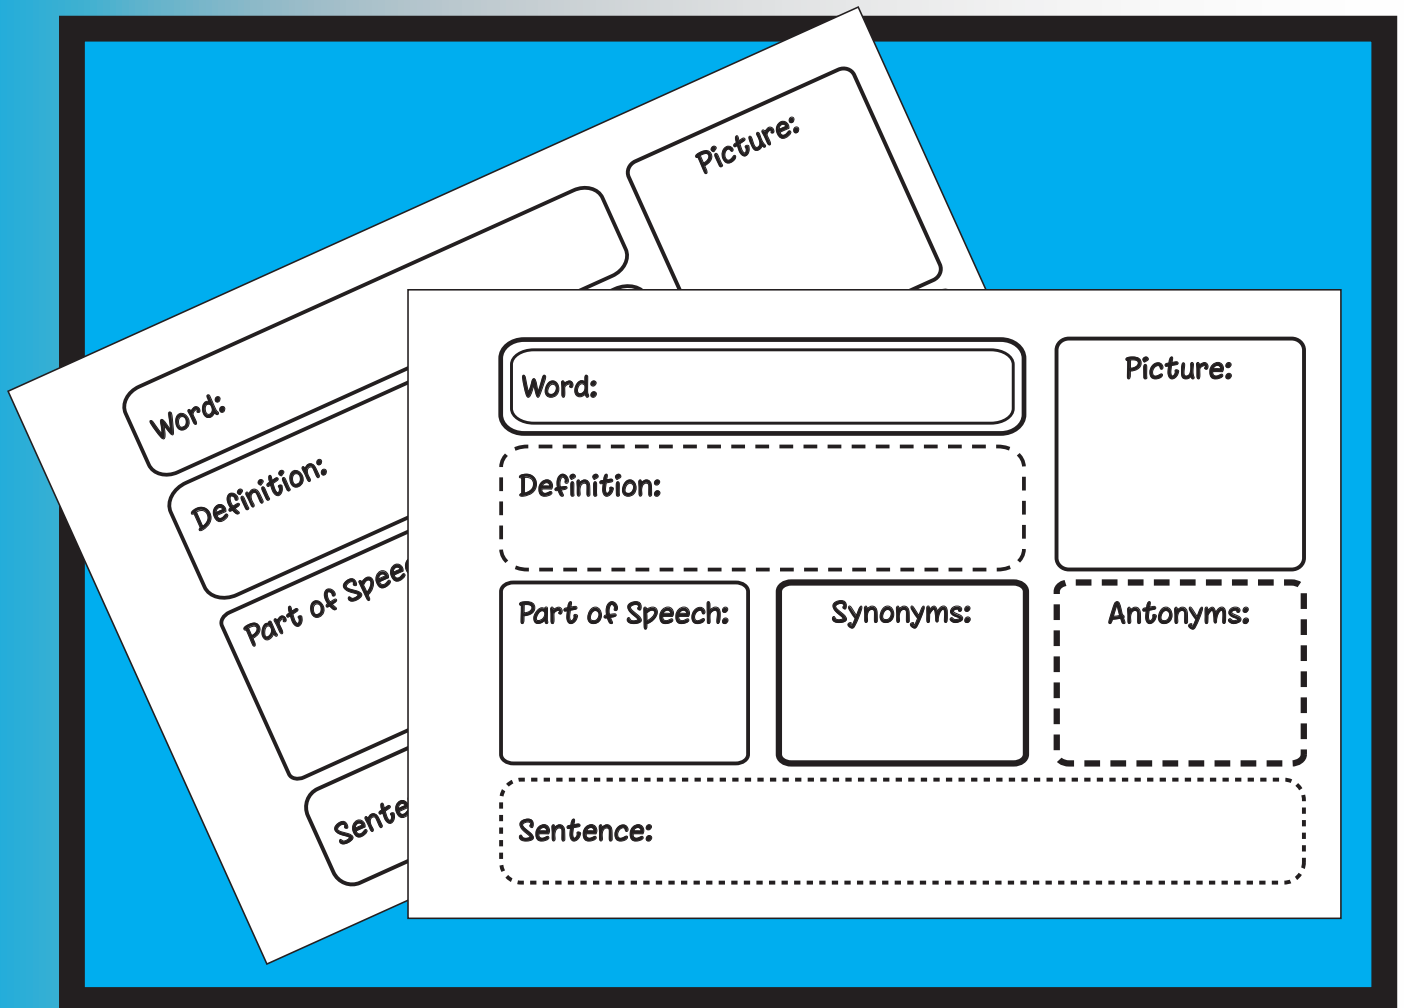 Picture:
Word:
Definition:
Part of Spee
Sente
Word:
Picture:
Definition:
Part of Speech:
Synonyms:
Antonyms:
Sentence: